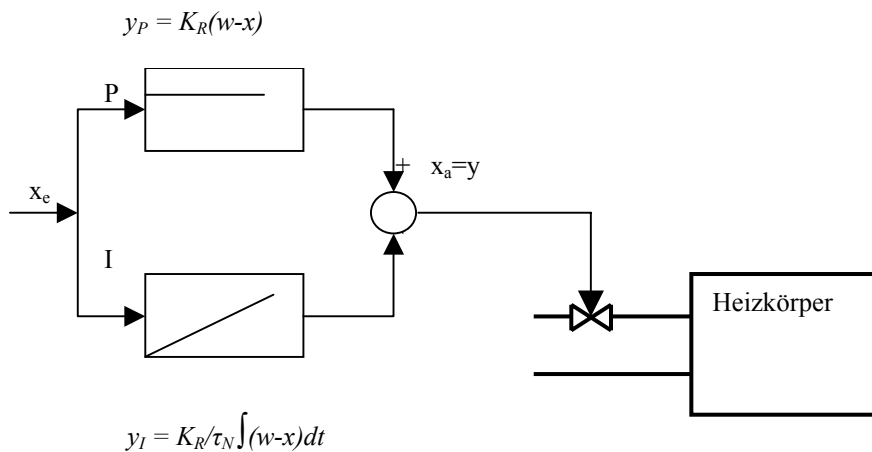 y_P = K_R(w-x)
P
+ x_a=y
x_e
I
Heizkörper
y_I = K_R/τ_N∫(w-x)dt